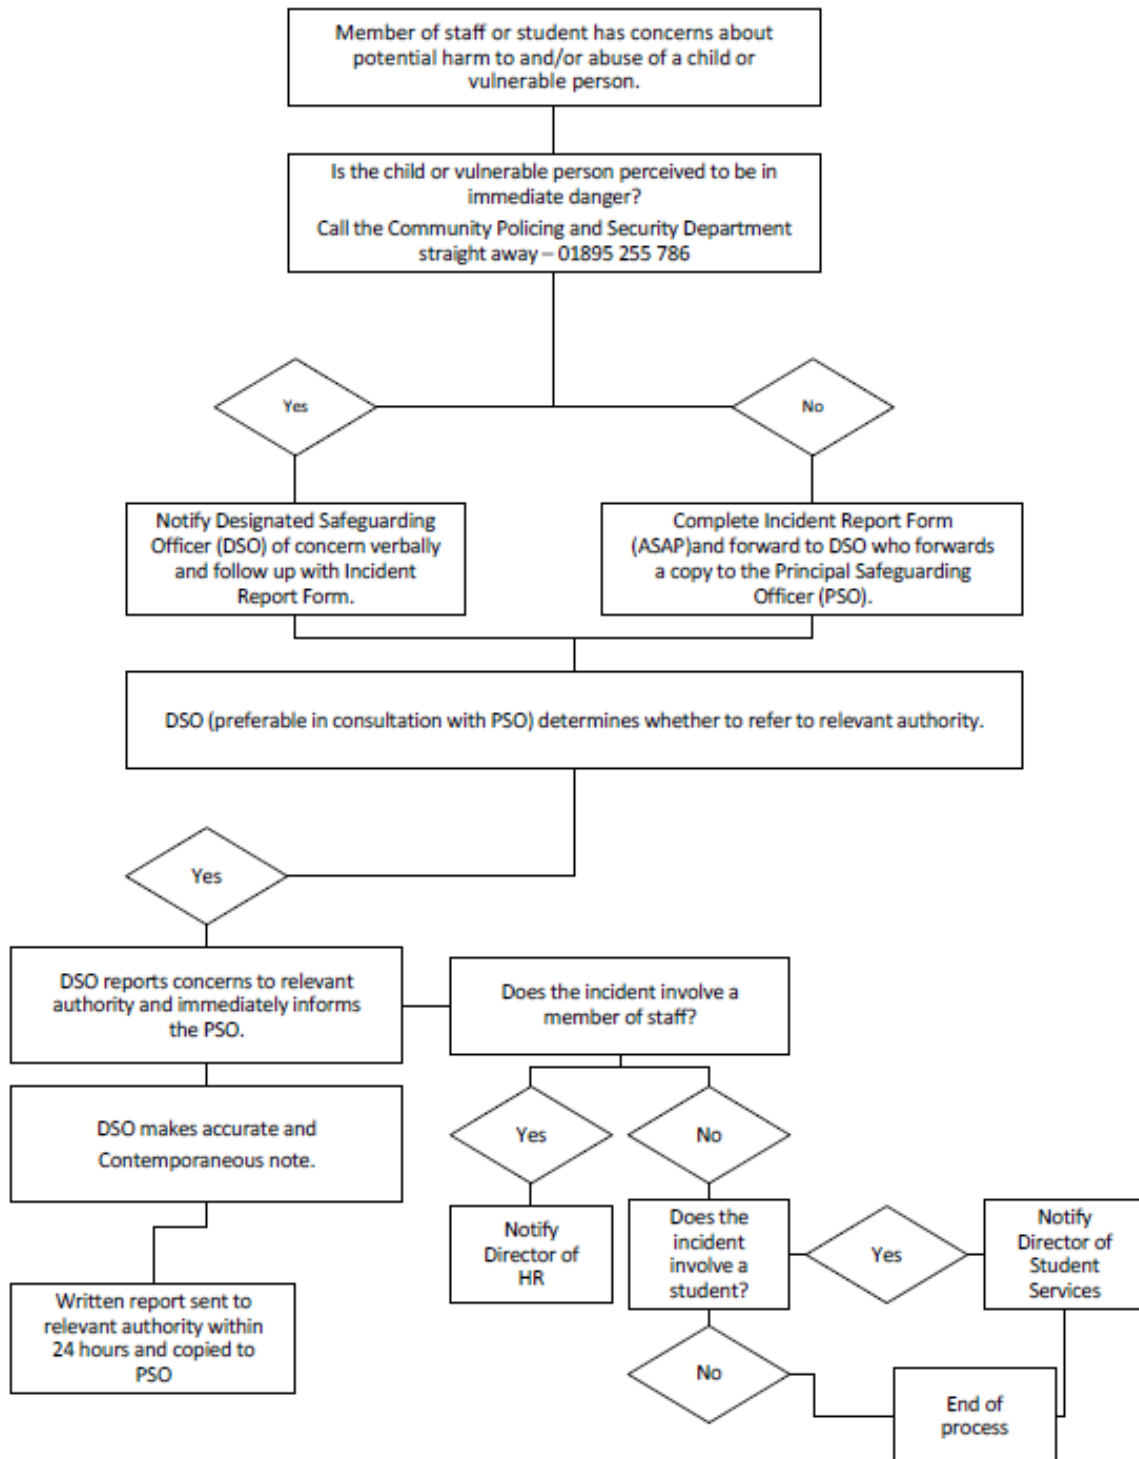 Member of staff or student has concerns about
potential harm to and/or abuse of a child or
vulnerable person.
Is the child or vulnerable person perceived to be in
immediate danger?
Call the Community Policing and Security Department
straight away – 01895 255 786
Yes
No
Notify Designated Safeguarding
Officer (DSO) of concern verbally
and follow up with Incident
Report Form.
Complete Incident Report Form
(ASAP)and forward to DSO who forwards
a copy to the Principal Safeguarding
Officer (PSO).
DSO (preferable in consultation with PSO) determines whether to refer to relevant authority.
Yes
DSO reports concerns to relevant
authority and immediately informs
the PSO.
Does the incident involve a
member of staff?
DSO makes accurate and
Contemporaneous note.
Yes
No
Notify
Director of
HR
Does the
incident
involve a
student?
Yes
Notify
Director of
Student
Services
Written report sent to
relevant authority within
24 hours and copied to
PSO
No
End of
process